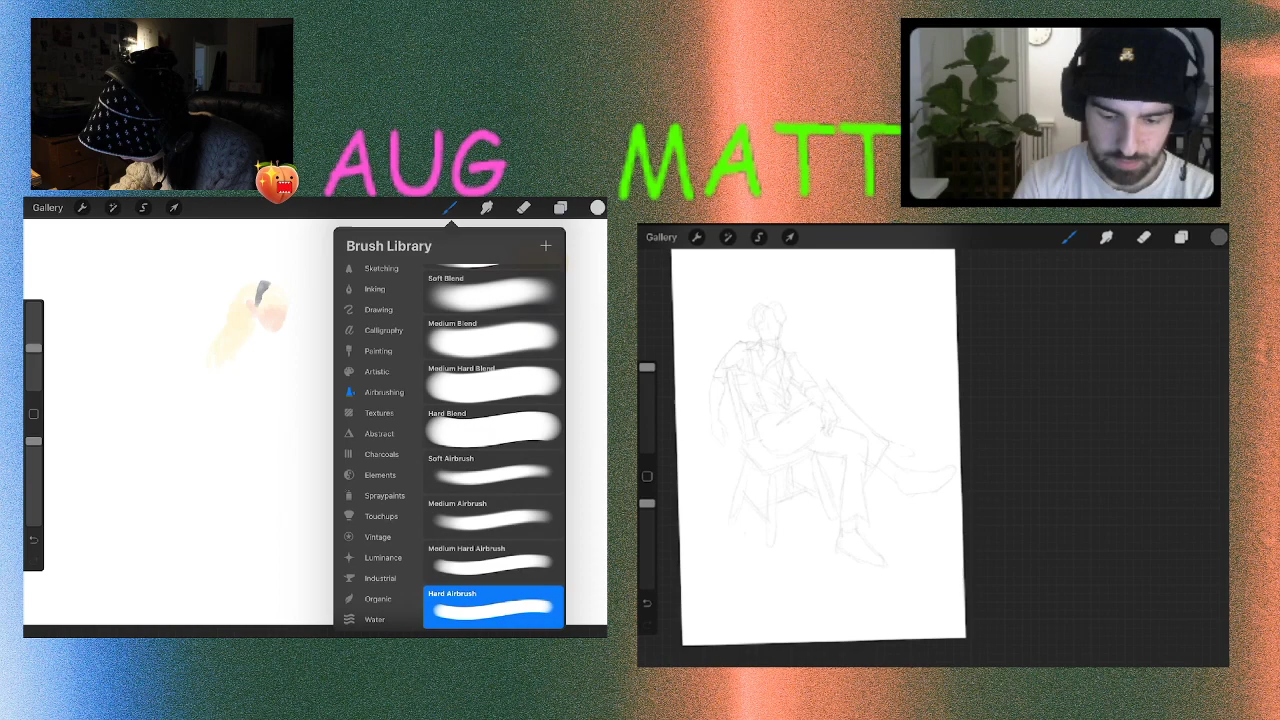 AUG
MATT
Gallery
Brush Library
Sketching
Inking
Drawing
Calligraphy
Painting
Artistic
Airbrushing
Textures
Abstract
Charcoals
Elements
Spraypaints
Touchups
Vintage
Luminance
Industrial
Organic
Water
Soft Blend
Medium Blend
Medium Hard Blend
Hard Blend
Soft Airbrush
Medium Airbrush
Medium Hard Airbrush
Hard Airbrush
Gallery